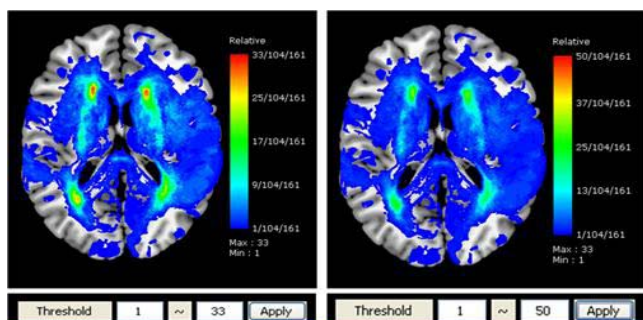 Relative
33/104/161
25/104/161
17/104/161
9/104/161
1/104/161
Max : 33
Min : 1
Threshold 1 ~ 33 Apply
Relative
50/104/161
37/104/161
25/104/161
13/104/161
1/104/161
Max : 33
Min : 1
Threshold 1 ~ 50 Apply